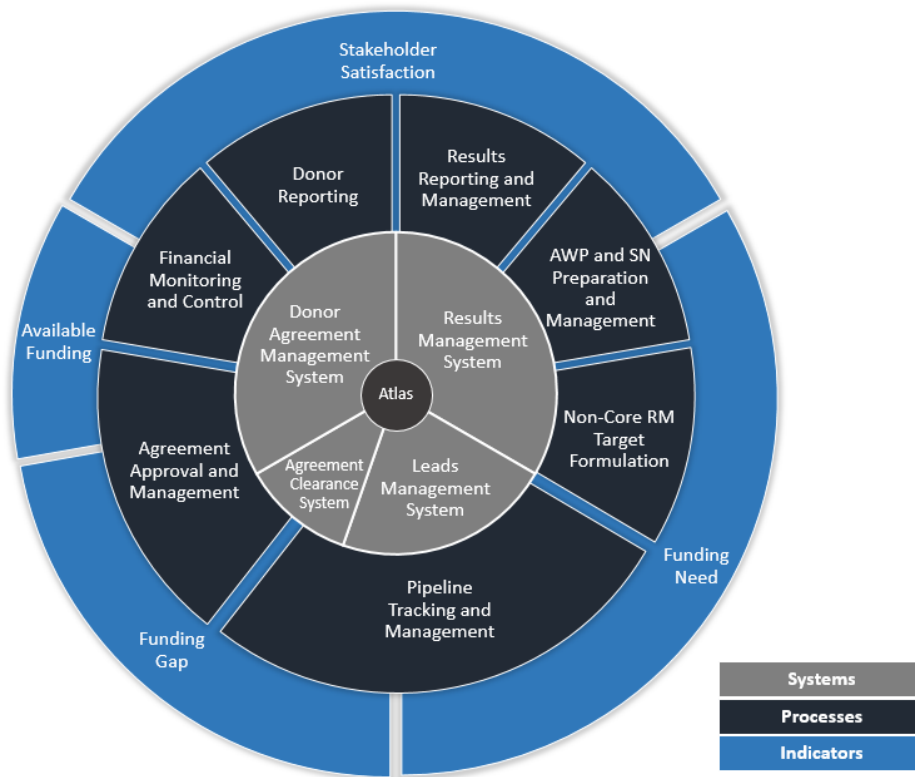 Stakeholder
Satisfaction
Donor
Reporting
Results
Reporting and
Management
Financial
Monitoring
and Control
AWP and SN
Preparation
and
Management
Available
Funding
Donor
Agreement
Management
System
Results
Management
System
Atlas
Non-Core RM
Target
Formulation
Agreement
Approval and
Management
Agreement
Clearance
System
Leads
Management
System
Funding
Need
Pipeline
Tracking and
Management
Funding
Gap
Systems
Processes
Indicators